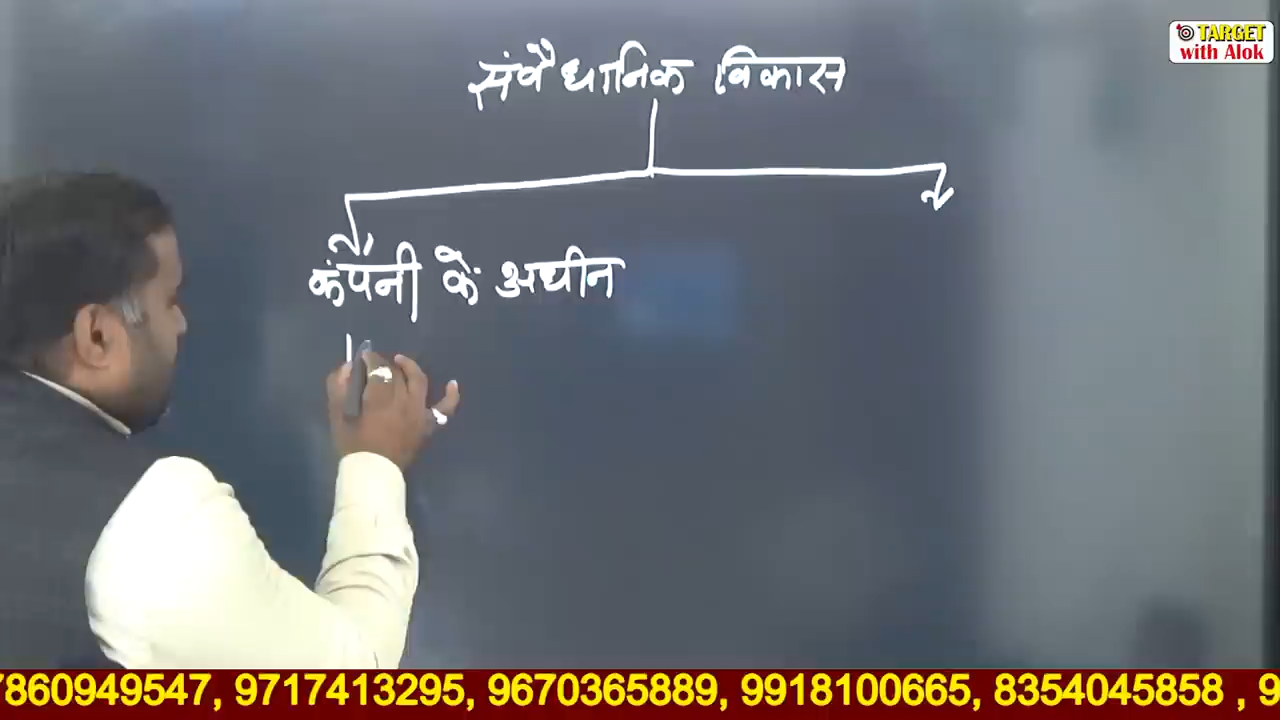 TARGET
with Alok
संवैधानिक विकास
कंपनी के अधीन
7860949547, 9717413295, 9670365889, 9918100665, 8354045858 , 9